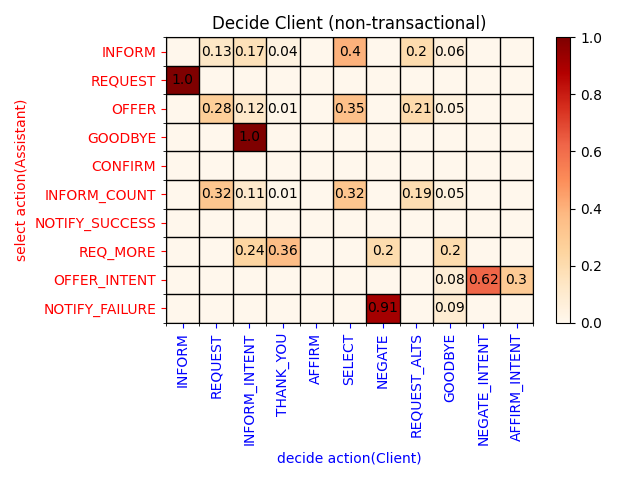 Decide Client (non-transactional)
select action(Assistant)
INFORM 0.13 0.17 0.04 0.4 0.2 0.06
REQUEST 1.0
OFFER 0.28 0.12 0.01 0.35 0.21 0.05
GOODBYE 1.0
CONFIRM
INFORM_COUNT 0.32 0.11 0.01 0.32 0.19 0.05
NOTIFY_SUCCESS
REQ_MORE 0.24 0.36 0.2 0.2
OFFER_INTENT 0.08 0.62 0.3
NOTIFY_FAILURE 0.91 0.09
INFORM
REQUEST
INFORM_INTENT
THANK_YOU
AFFIRM
SELECT
NEGATE
REQUEST_ALTS
GOODBYE
NEGATE_INTENT
AFFIRM_INTENT
decide action(Client)
1.0
0.8
0.6
0.4
0.2
0.0